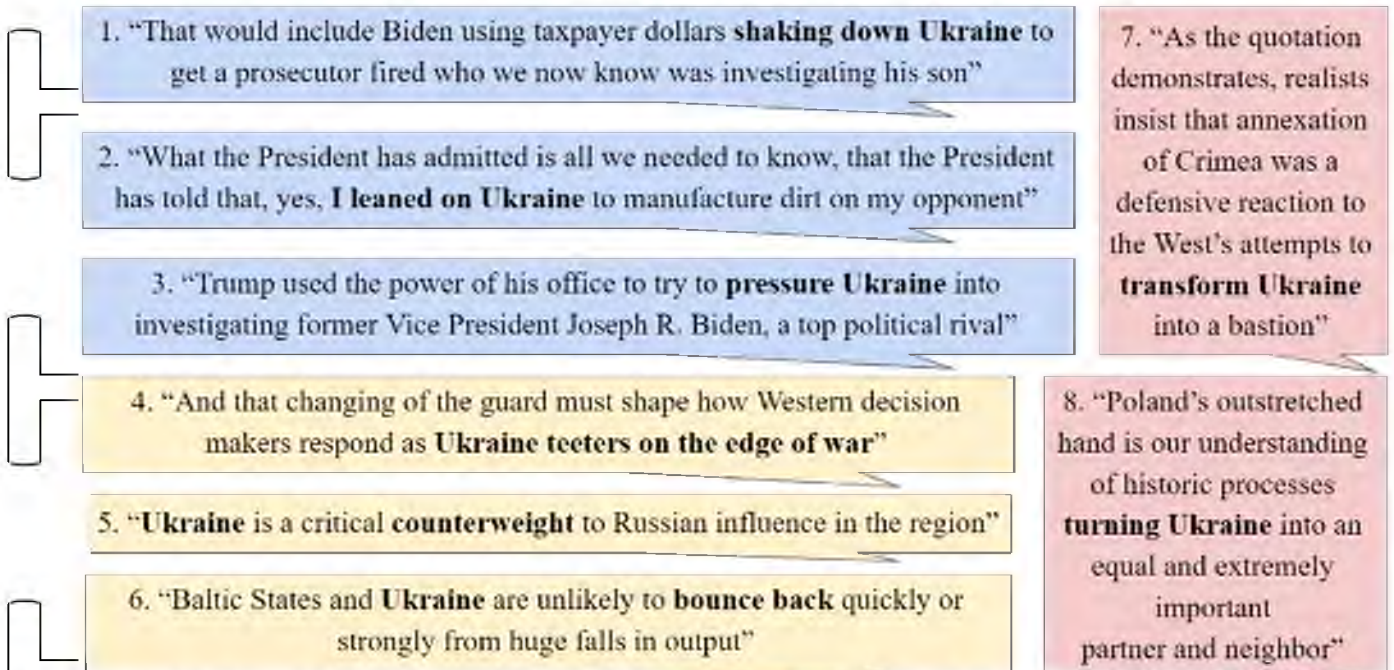 1. “That would include Biden using taxpayer dollars shaking down Ukraine to
get a prosecutor fired who we now know was investigating his son”
2. “What the President has admitted is all we needed to know, that the President
has told that, yes, I leaned on Ukraine to manufacture dirt on my opponent”
3. “Trump used the power of his office to try to pressure Ukraine into
investigating former Vice President Joseph R. Biden, a top political rival”
4. “And that changing of the guard must shape how Western decision
makers respond as Ukraine teeters on the edge of war”
5. “Ukraine is a critical counterweight to Russian influence in the region”
6. “Baltic States and Ukraine are unlikely to bounce back quickly or
strongly from huge falls in output”
7. “As the quotation
demonstrates, realists
insist that annexation
of Crimea was a
defensive reaction to
the West’s attempts to
transform Ukraine
into a bastion”
8. “Poland’s outstretched
hand is our understanding
of historic processes
turning Ukraine into an
equal and extremely
important
partner and neighbor”